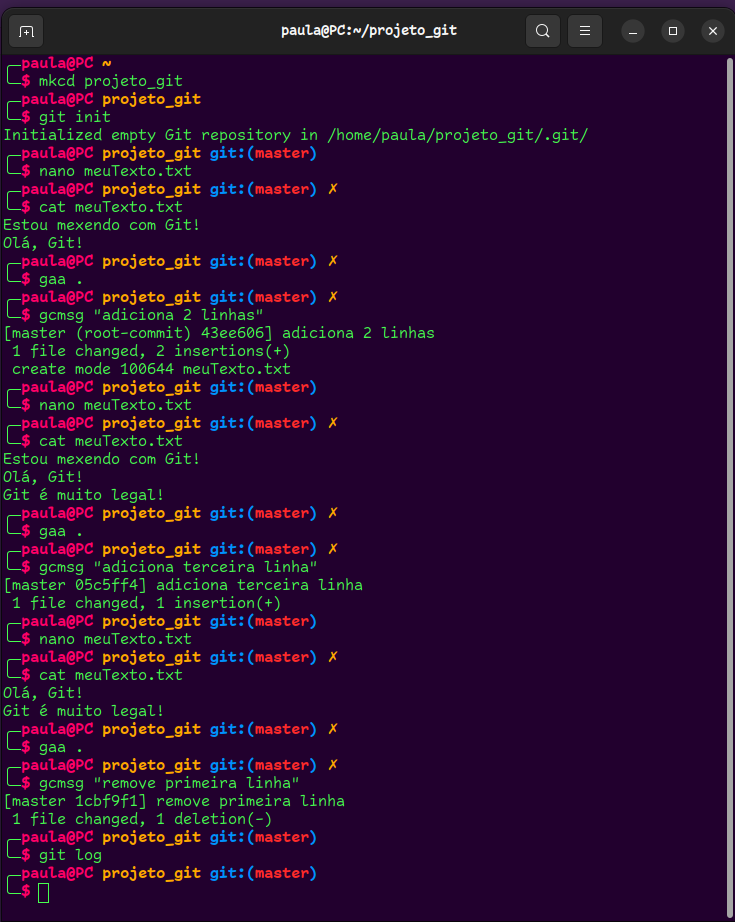 paula@PC:~/projeto_git
paula@PC ~
$ mkcd projeto_git
paula@PC projeto_git
$ git init
Initialized empty Git repository in /home/paula/projeto_git/.git/
paula@PC projeto_git git:(master)
$ nano meuTexto.txt
paula@PC projeto_git git:(master) ✗
$ cat meuTexto.txt
Estou mexendo com Git!
Olá, Git!
paula@PC projeto_git git:(master) ✗
$ gaa .
paula@PC projeto_git git:(master) ✗
$ gcmsg "adiciona 2 linhas"
[master (root-commit) 43ee606] adiciona 2 linhas
1 file changed, 2 insertions(+)
create mode 100644 meuTexto.txt
paula@PC projeto_git git:(master)
$ nano meuTexto.txt
paula@PC projeto_git git:(master) ✗
$ cat meuTexto.txt
Estou mexendo com Git!
Olá, Git!
Git é muito legal!
paula@PC projeto_git git:(master) ✗
$ gaa .
paula@PC projeto_git git:(master) ✗
$ gcmsg "adiciona terceira linha"
[master 05c5ff4] adiciona terceira linha
1 file changed, 1 insertion(+)
paula@PC projeto_git git:(master)
$ nano meuTexto.txt
paula@PC projeto_git git:(master) ✗
$ cat meuTexto.txt
Olá, Git!
Git é muito legal!
paula@PC projeto_git git:(master) ✗
$ gaa .
paula@PC projeto_git git:(master) ✗
$ gcmsg "remove primeira linha"
[master 1cbf9f1] remove primeira linha
1 file changed, 1 deletion(-)
paula@PC projeto_git git:(master)
$ git log
paula@PC projeto_git git:(master)
$